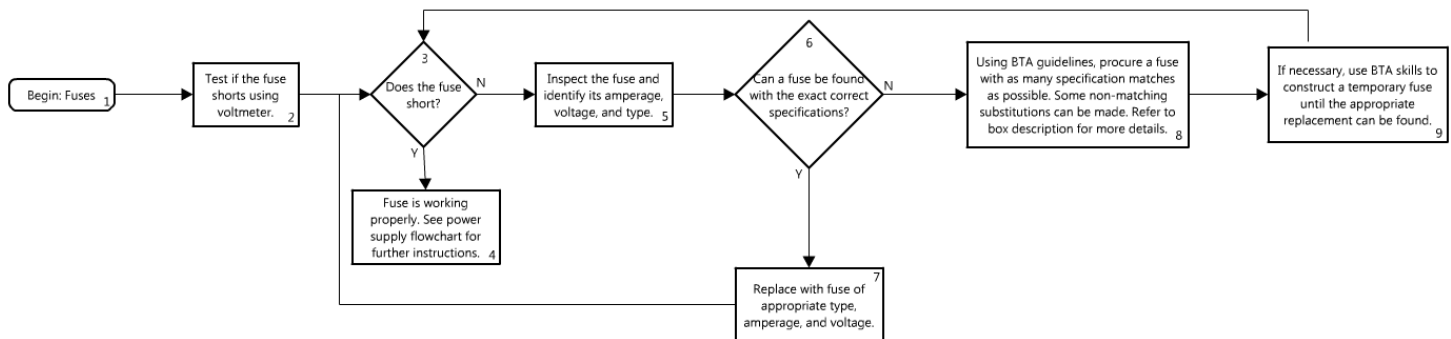 Begin: Fuses
1
Test if the fuse
shorts using
voltmeter.
2
3
Does the fuse
short?
N
Y
Fuse is working
properly. See power
supply flowchart for
further instructions.
4
Inspect the fuse and
identify its amperage,
voltage, and type.
5
6
Can a fuse be found
with the exact correct
specifications?
N
Y
7
Replace with fuse of
appropriate type,
amperage, and voltage.
Using BTA guidelines, procure a fuse
with as many specification matches
as possible. Some non-matching
substitutions can be made. Refer to
box description for more details.
8
If necessary, use BTA skills to
construct a temporary fuse
until the appropriate
replacement can be found.
9